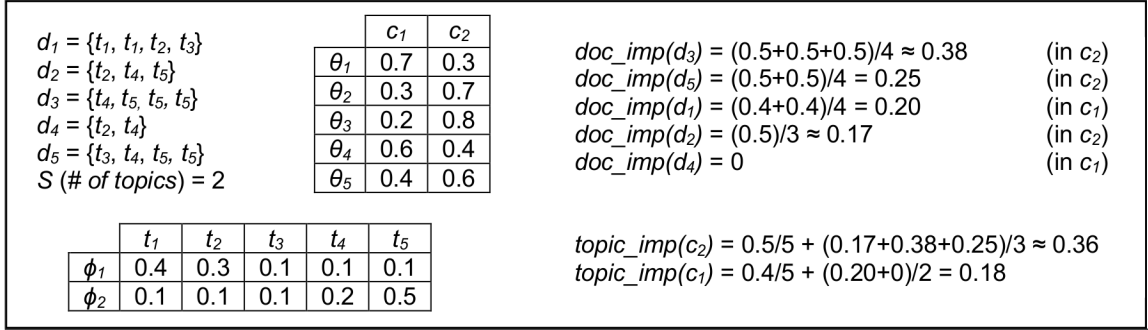 d₁ = {t₁, t₁, t₂, t₃}
d₂ = {t₂, t₄, t₅}
d₃ = {t₄, t₅, t₅, t₅}
d₄ = {t₂, t₄}
d₅ = {t₃, t₄, t₅, t₅}
S (# of topics) = 2
c₁ c₂
θ₁ 0.7 0.3
θ₂ 0.3 0.7
θ₃ 0.2 0.8
θ₄ 0.6 0.4
θ₅ 0.4 0.6
t₁ t₂ t₃ t₄ t₅
ϕ₁ 0.4 0.3 0.1 0.1 0.1
ϕ₂ 0.1 0.1 0.1 0.2 0.5
doc_imp(d₃) = (0.5+0.5+0.5)/4 ≈ 0.38 (in c₂)
doc_imp(d₅) = (0.5+0.5)/4 = 0.25 (in c₂)
doc_imp(d₁) = (0.4+0.4)/4 = 0.20 (in c₁)
doc_imp(d₂) = (0.5)/3 ≈ 0.17 (in c₂)
doc_imp(d₄) = 0 (in c₁)
topic_imp(c₂) = 0.5/5 + (0.17+0.38+0.25)/3 ≈ 0.36
topic_imp(c₁) = 0.4/5 + (0.20+0)/2 = 0.18